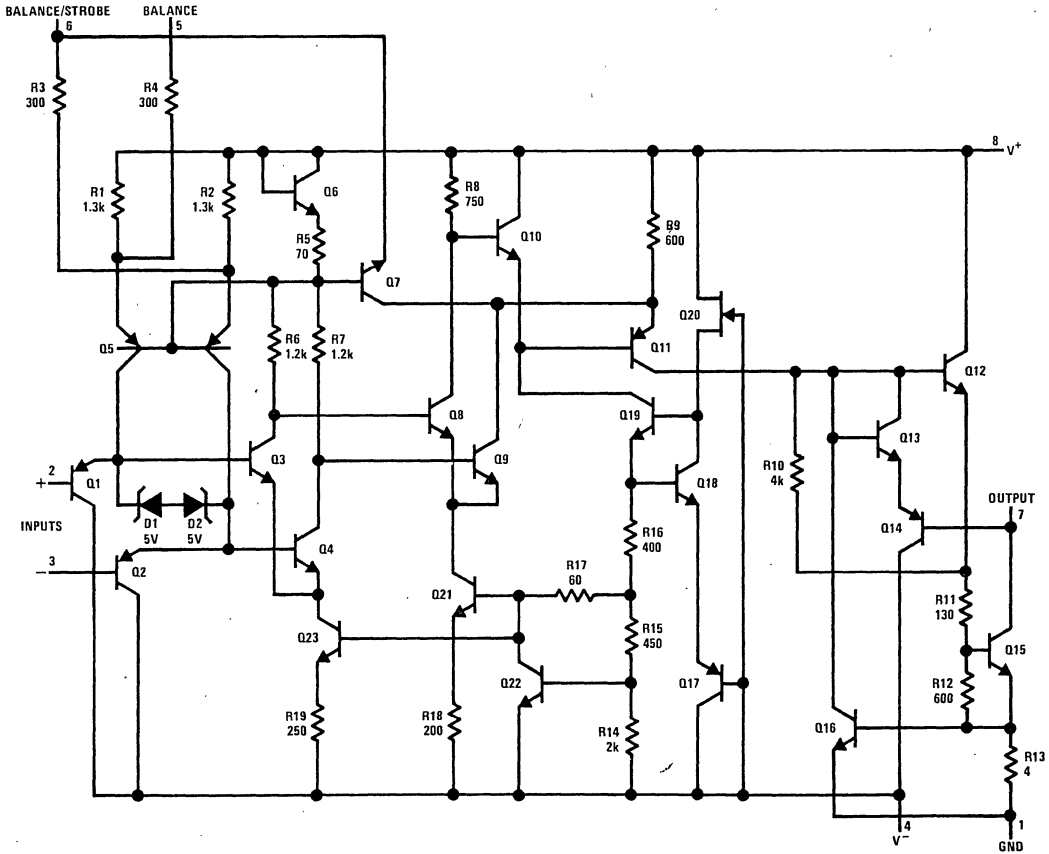 BALANCE/STROBE
6
BALANCE
5
R3
300
R4
300
8 V+
R1
1.3k
R2
1.3k
Q6
R5
70
R8
750
Q10
R9
600
Q7
Q20
Q5
R6
1.2k
R7
1.2k
Q11
Q12
Q8
Q19
Q13
2
+
Q1
Q3
Q9
Q18
R10
4k
OUTPUT
7
INPUTS
D1
5V
D2
5V
Q14
3
−
Q2
Q4
R16
400
R17
60
Q21
R11
130
Q23
R15
450
Q15
Q22
Q17
R12
600
R19
250
R18
200
R14
2k
Q16
R13
4
4
V−
1
GND